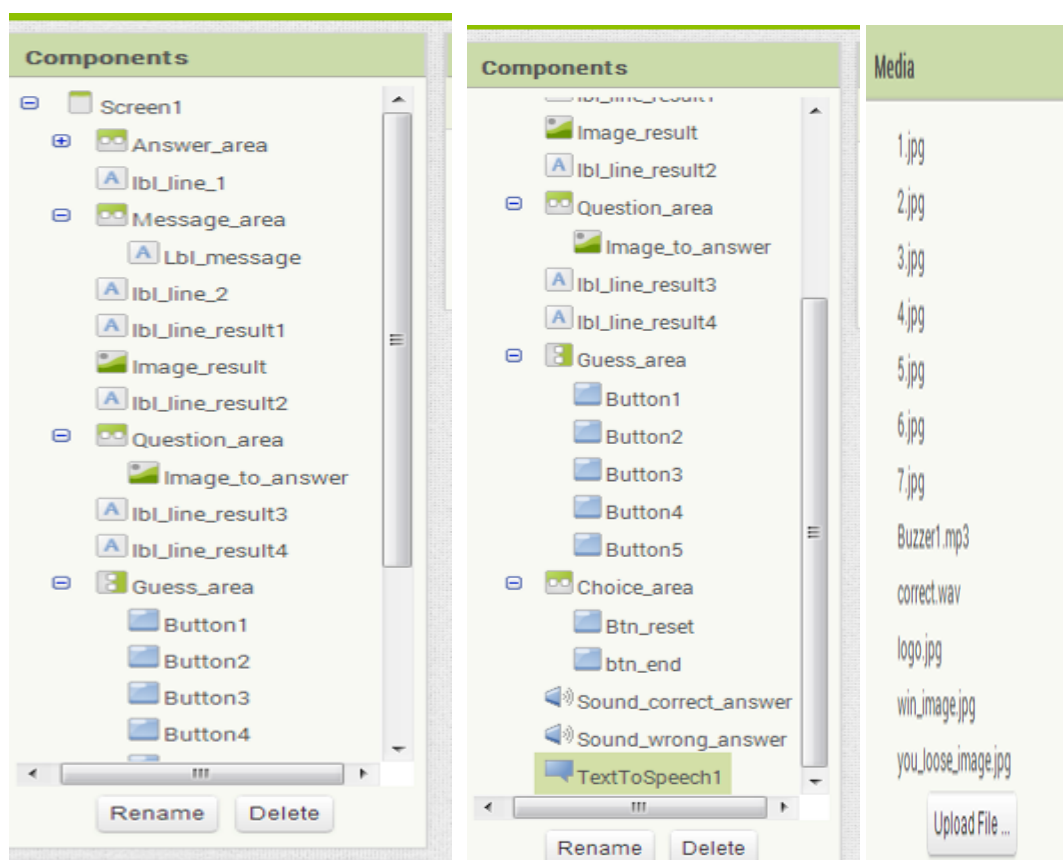 Components
Screen1
Answer_area
lbl_line_1
Message_area
Lbl_message
lbl_line_2
lbl_line_result1
Image_result
lbl_line_result2
Question_area
Image_to_answer
lbl_line_result3
lbl_line_result4
Guess_area
Button1
Button2
Button3
Button4
Rename Delete
Components
lbl_line_result1
Image_result
lbl_line_result2
Question_area
Image_to_answer
lbl_line_result3
lbl_line_result4
Guess_area
Button1
Button2
Button3
Button4
Button5
Choice_area
Btn_reset
btn_end
Sound_correct_answer
Sound_wrong_answer
TextToSpeech1
Rename Delete
Media
1.jpg
2.jpg
3.jpg
4.jpg
5.jpg
6.jpg
7.jpg
Buzzer1.mp3
correct.wav
logo.jpg
win_image.jpg
you_loose_image.jpg
Upload File ...